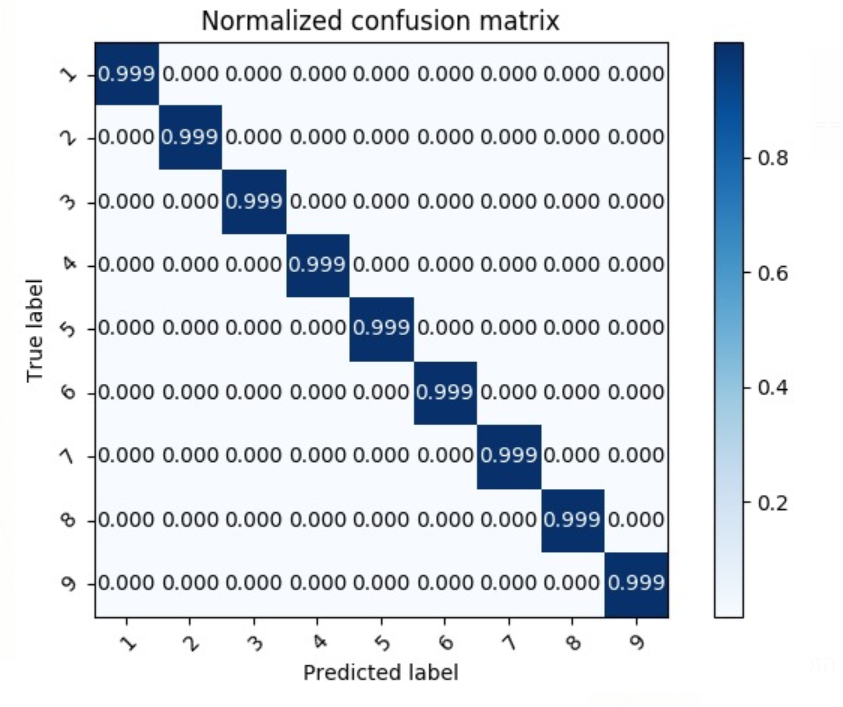 Normalized confusion matrix
1 0.999 0.000 0.000 0.000 0.000 0.000 0.000 0.000 0.000
2 0.000 0.999 0.000 0.000 0.000 0.000 0.000 0.000 0.000
3 0.000 0.000 0.999 0.000 0.000 0.000 0.000 0.000 0.000
4 0.000 0.000 0.000 0.999 0.000 0.000 0.000 0.000 0.000
5 0.000 0.000 0.000 0.000 0.999 0.000 0.000 0.000 0.000
6 0.000 0.000 0.000 0.000 0.000 0.999 0.000 0.000 0.000
7 0.000 0.000 0.000 0.000 0.000 0.000 0.999 0.000 0.000
8 0.000 0.000 0.000 0.000 0.000 0.000 0.000 0.999 0.000
9 0.000 0.000 0.000 0.000 0.000 0.000 0.000 0.000 0.999
1 2 3 4 5 6 7 8 9
Predicted label
True label
0.8
0.6
0.4
0.2